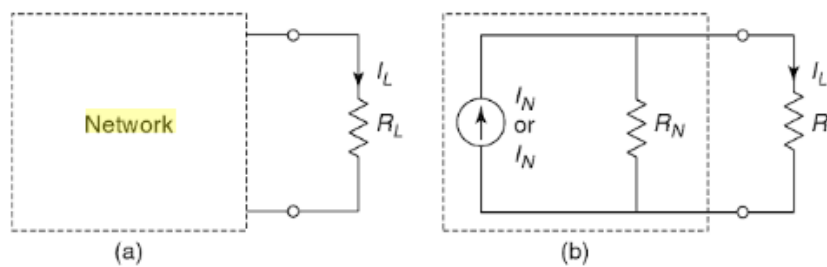 Network
I_L
R_L
(a)
I_N
or
I_N
R_N
I_L
R
(b)